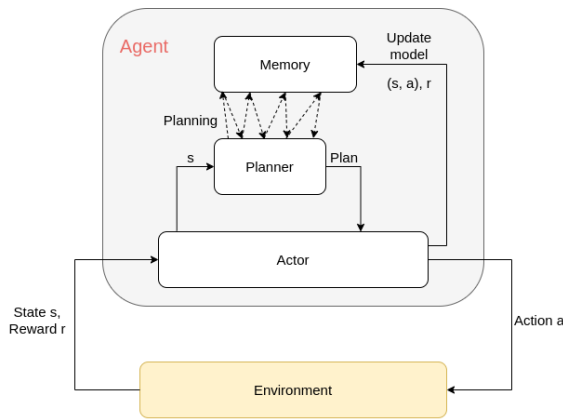 Agent
Update
model
Memory
(s, a), r
Planning
s
Plan
Planner
Actor
State s,
Reward r
Action a
Environment